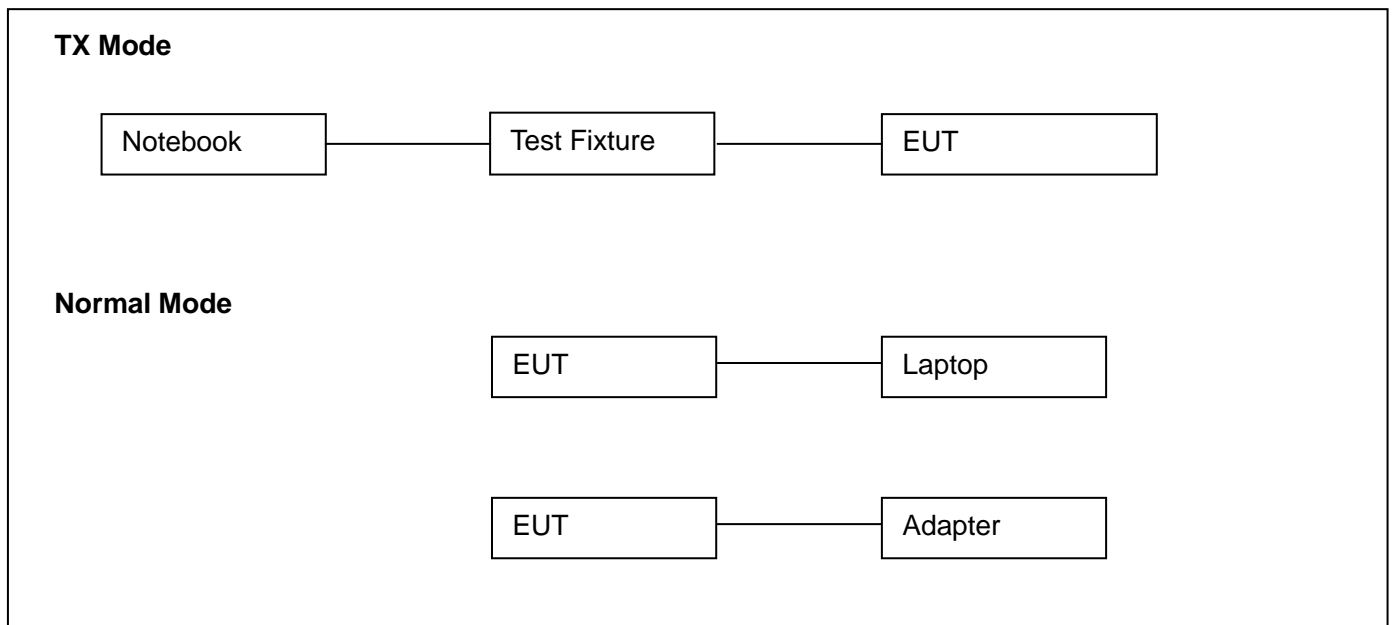 TX Mode
Notebook
Test Fixture
EUT
Normal Mode
EUT
Laptop
EUT
Adapter